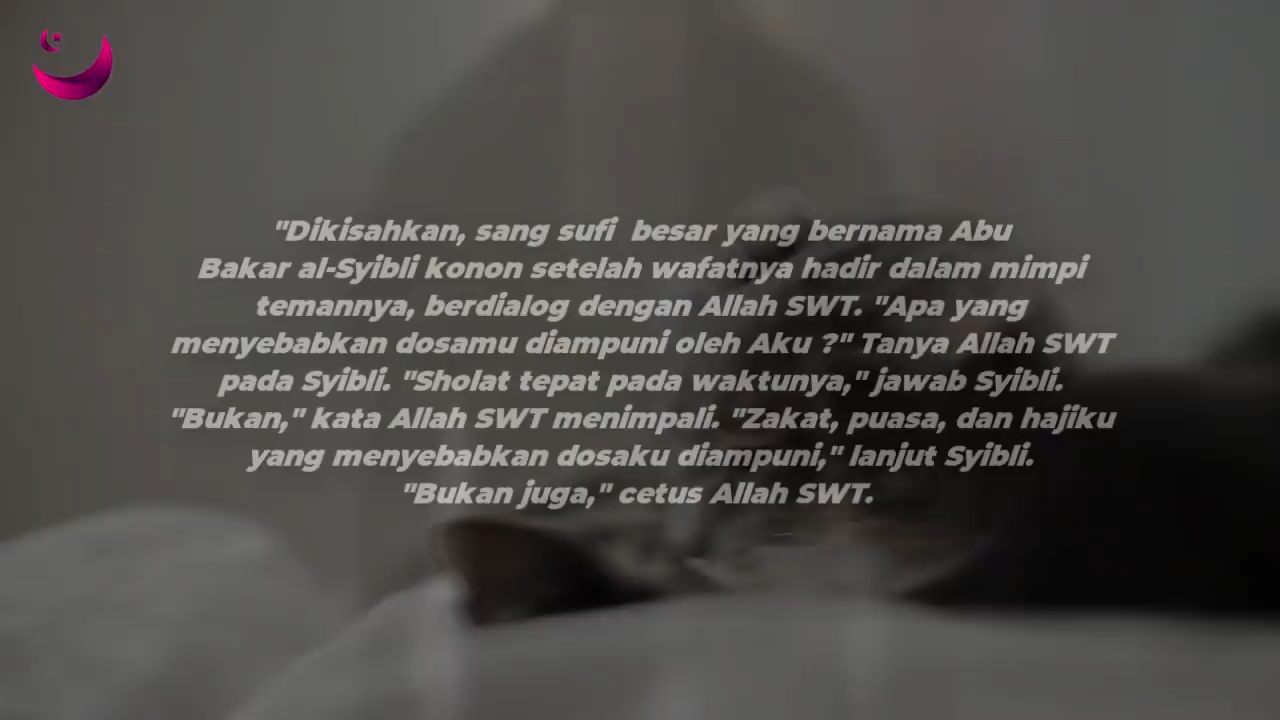 "Dikisahkan, sang sufi  besar yang bernama Abu
Bakar al-Syibli konon setelah wafatnya hadir dalam mimpi
temannya, berdialog dengan Allah SWT. "Apa yang
menyebabkan dosamu diampuni oleh Aku ?" Tanya Allah SWT
pada Syibli. "Sholat tepat pada waktunya," jawab Syibli.
"Bukan," kata Allah SWT menimpali. "Zakat, puasa, dan hajiku
yang menyebabkan dosaku diampuni," lanjut Syibli.
"Bukan juga," cetus Allah SWT.